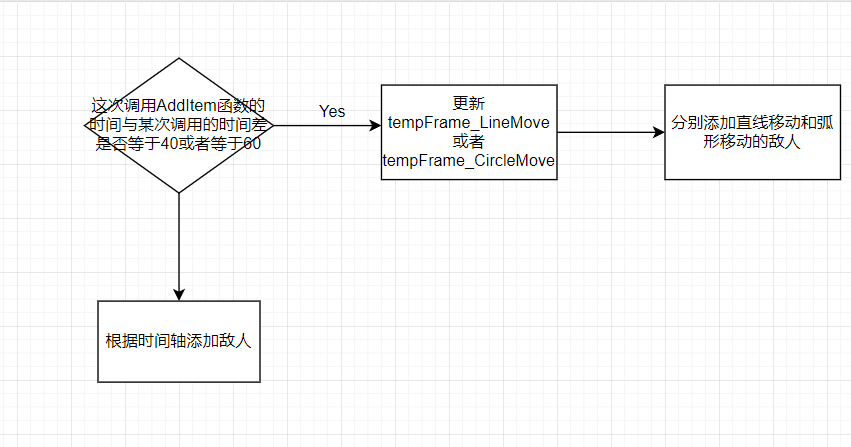 这次调用AddItem函数的
时间与某次调用的时间差
是否等于40或者等于60
Yes
更新
tempFrame_LineMove
或者
tempFrame_CircleMove
分别添加直线移动和弧
形移动的敌人
根据时间轴添加敌人